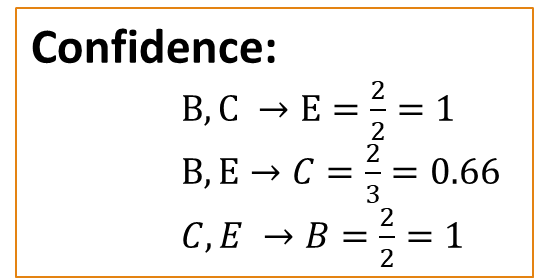 Confidence:
B, C → E = 2/2 = 1
B, E → C = 2/3 = 0.66
C, E → B = 2/2 = 1